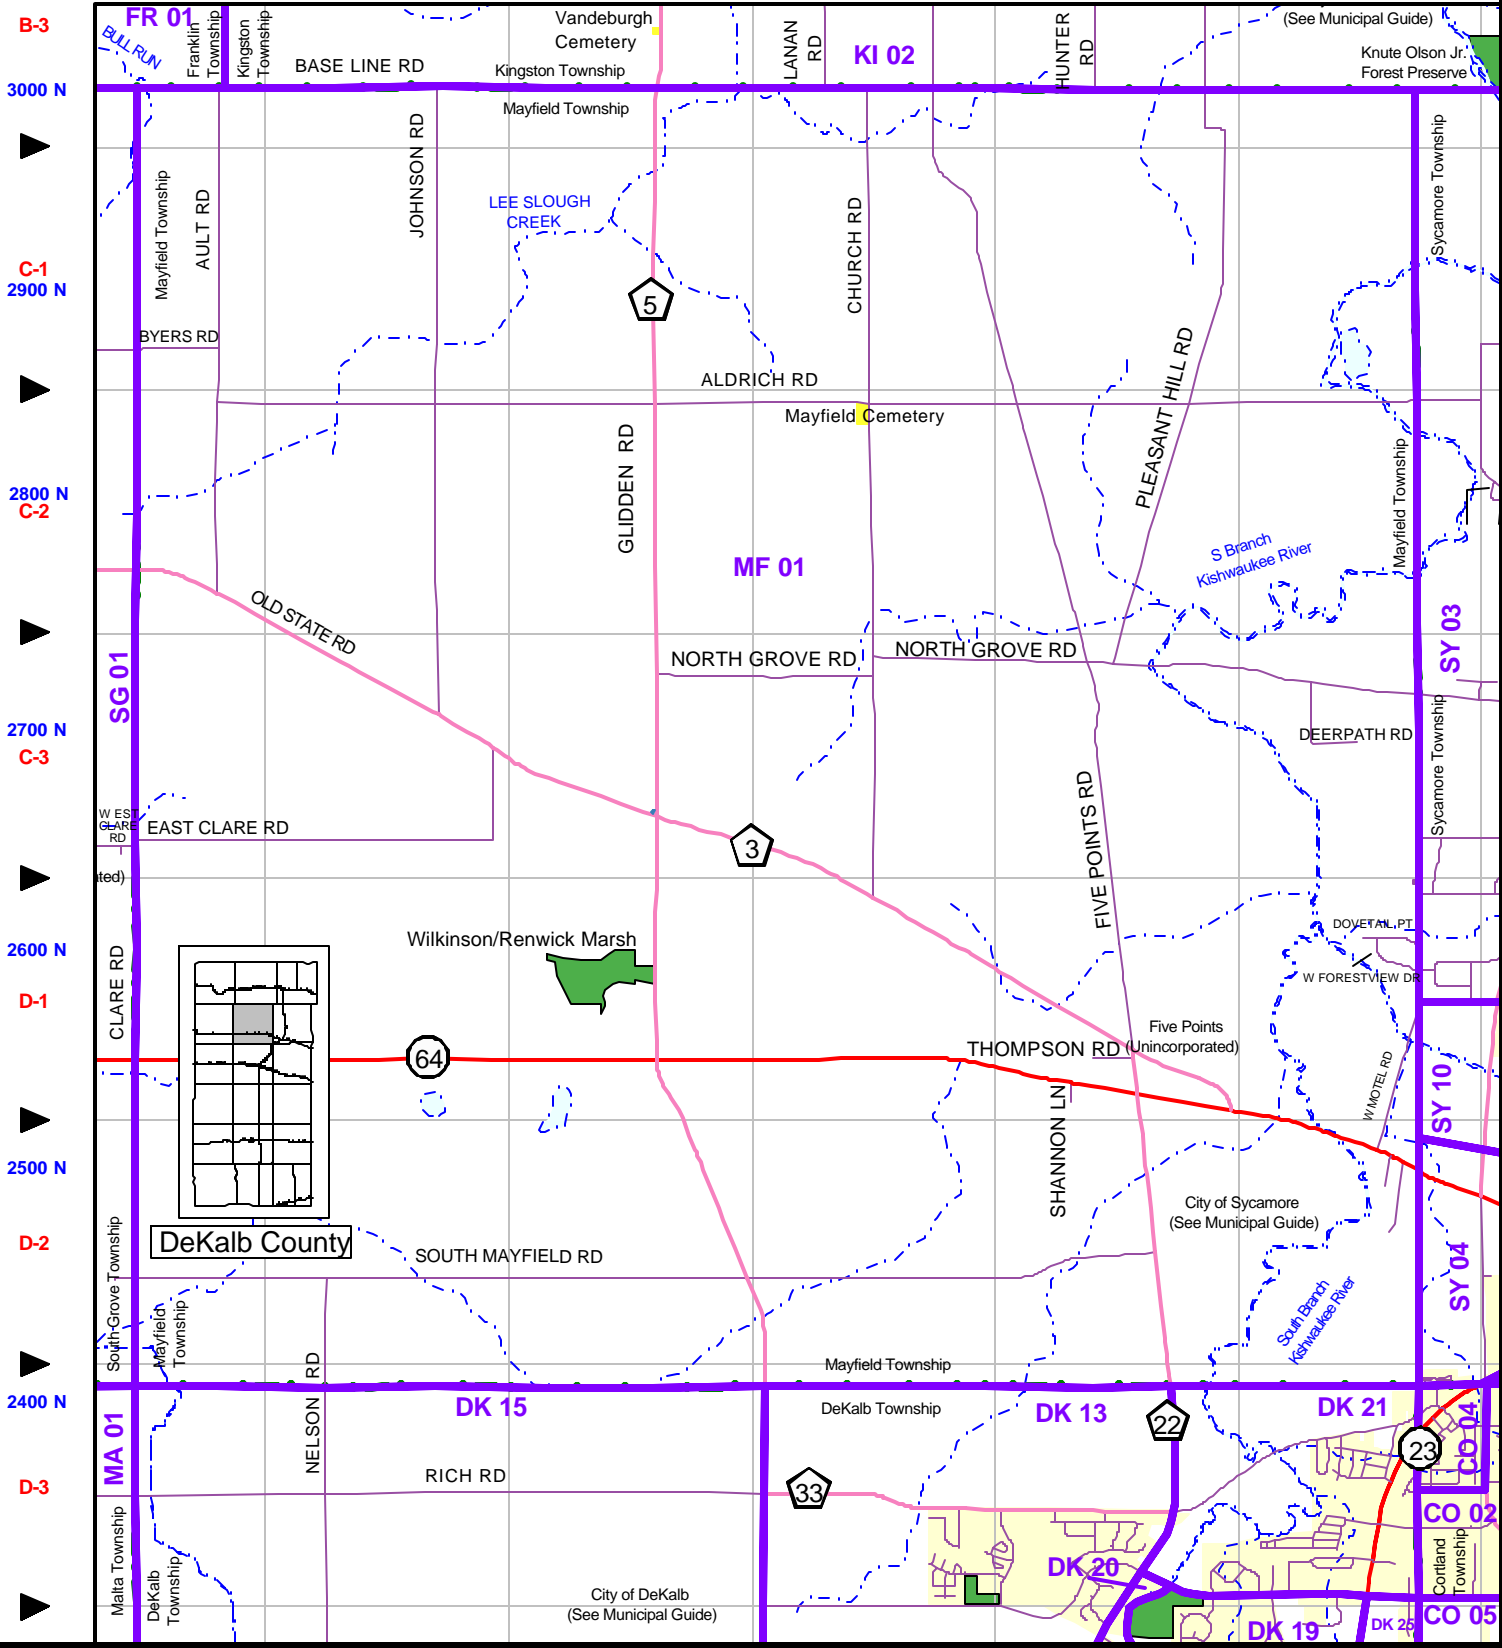 B-3
FR 01
BULL RUN
Franklin
Township
Kingston
Township
BASE LINE RD
Vandeburgh
Cemetery
Kingston Township
LANAN
RD
KI 02
HUNTER
RD
(See Municipal Guide)
Knute Olson Jr.
Forest Preserve
3000 N
Mayfield Township
Mayfield Township
AULT RD
JOHNSON RD
LEE SLOUGH
CREEK
CHURCH RD
Sycamore Township
C-1
2900 N
5
BYERS RD
ALDRICH RD
PLEASANT HILL RD
Mayfield Cemetery
GLIDDEN RD
Mayfield Township
2800 N
C-2
MF 01
S Branch
Kishwaukee River
OLD STATE RD
SG 01
NORTH GROVE RD
NORTH GROVE RD
SY 03
2700 N
C-3
DEERPATH RD
Sycamore Township
W EST
CLARE
RD
EAST CLARE RD
3
FIVE POINTS RD
ated)
2600 N
Wilkinson/Renwick Marsh
DOVETAIL PT
W FORESTVIEW DR
CLARE RD
D-1
64
THOMPSON RD
Five Points
(Unincorporated)
W MOTEL RD
SY 10
SHANNON LN
2500 N
City of Sycamore
(See Municipal Guide)
DeKalb County
D-2
SOUTH MAYFIELD RD
South Grove Township
Mayfield
Township
South Branch
Kishwaukee River
SY 04
NELSON RD
Mayfield Township
2400 N
DK 15
DeKalb Township
DK 13
22
DK 21
MA 01
23
CO 04
RICH RD
D-3
33
CO 02
Malta Township
DeKalb
Township
City of DeKalb
(See Municipal Guide)
DK 20
Cortland
Township
DK 19
DK 25
CO 05